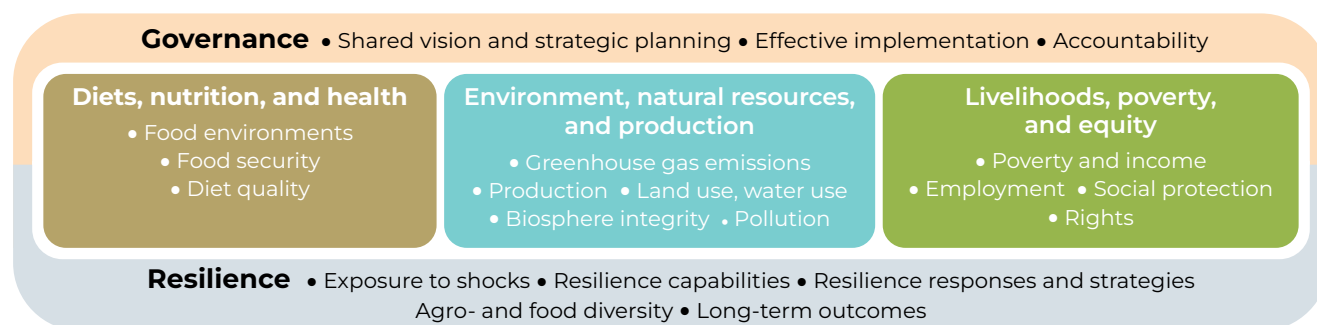 Governance • Shared vision and strategic planning • Effective implementation • Accountability
Diets, nutrition, and health
• Food environments
• Food security
• Diet quality
Environment, natural resources,
and production
• Greenhouse gas emissions
• Production • Land use, water use
• Biosphere integrity • Pollution
Livelihoods, poverty,
and equity
• Poverty and income
• Employment • Social protection
• Rights
Resilience • Exposure to shocks • Resilience capabilities • Resilience responses and strategies
Agro- and food diversity • Long-term outcomes